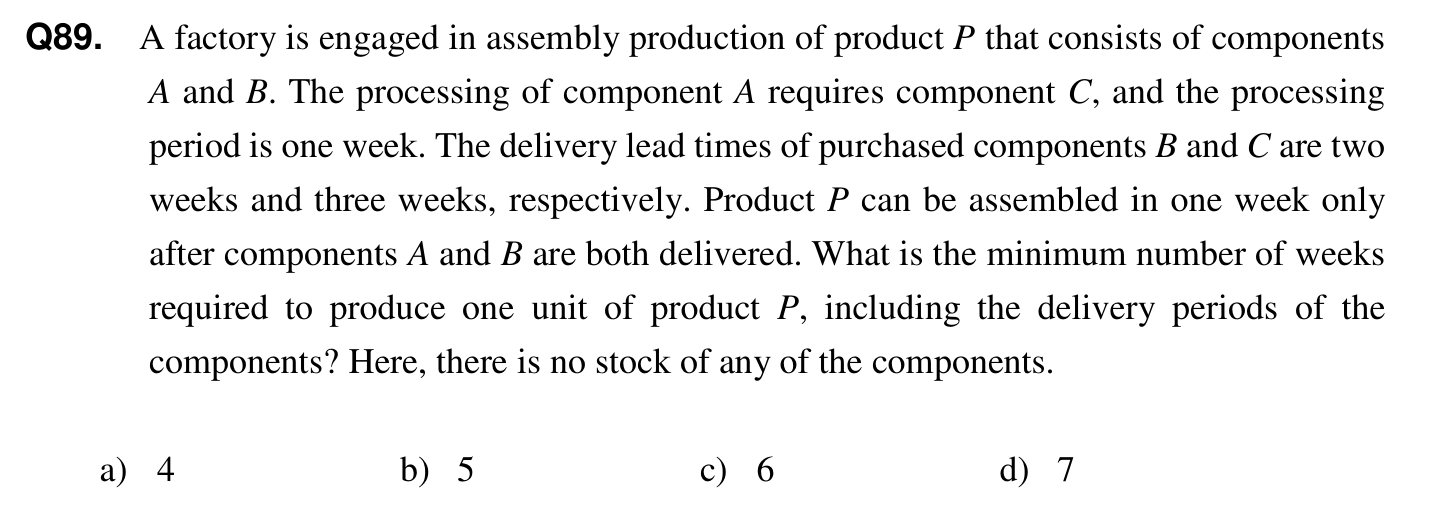 Q89. A factory is engaged in assembly production of product P that consists of components
A and B. The processing of component A requires component C, and the processing
period is one week. The delivery lead times of purchased components B and C are two
weeks and three weeks, respectively. Product P can be assembled in one week only
after components A and B are both delivered. What is the minimum number of weeks
required to produce one unit of product P, including the delivery periods of the
components? Here, there is no stock of any of the components.
a) 4 b) 5 c) 6 d) 7